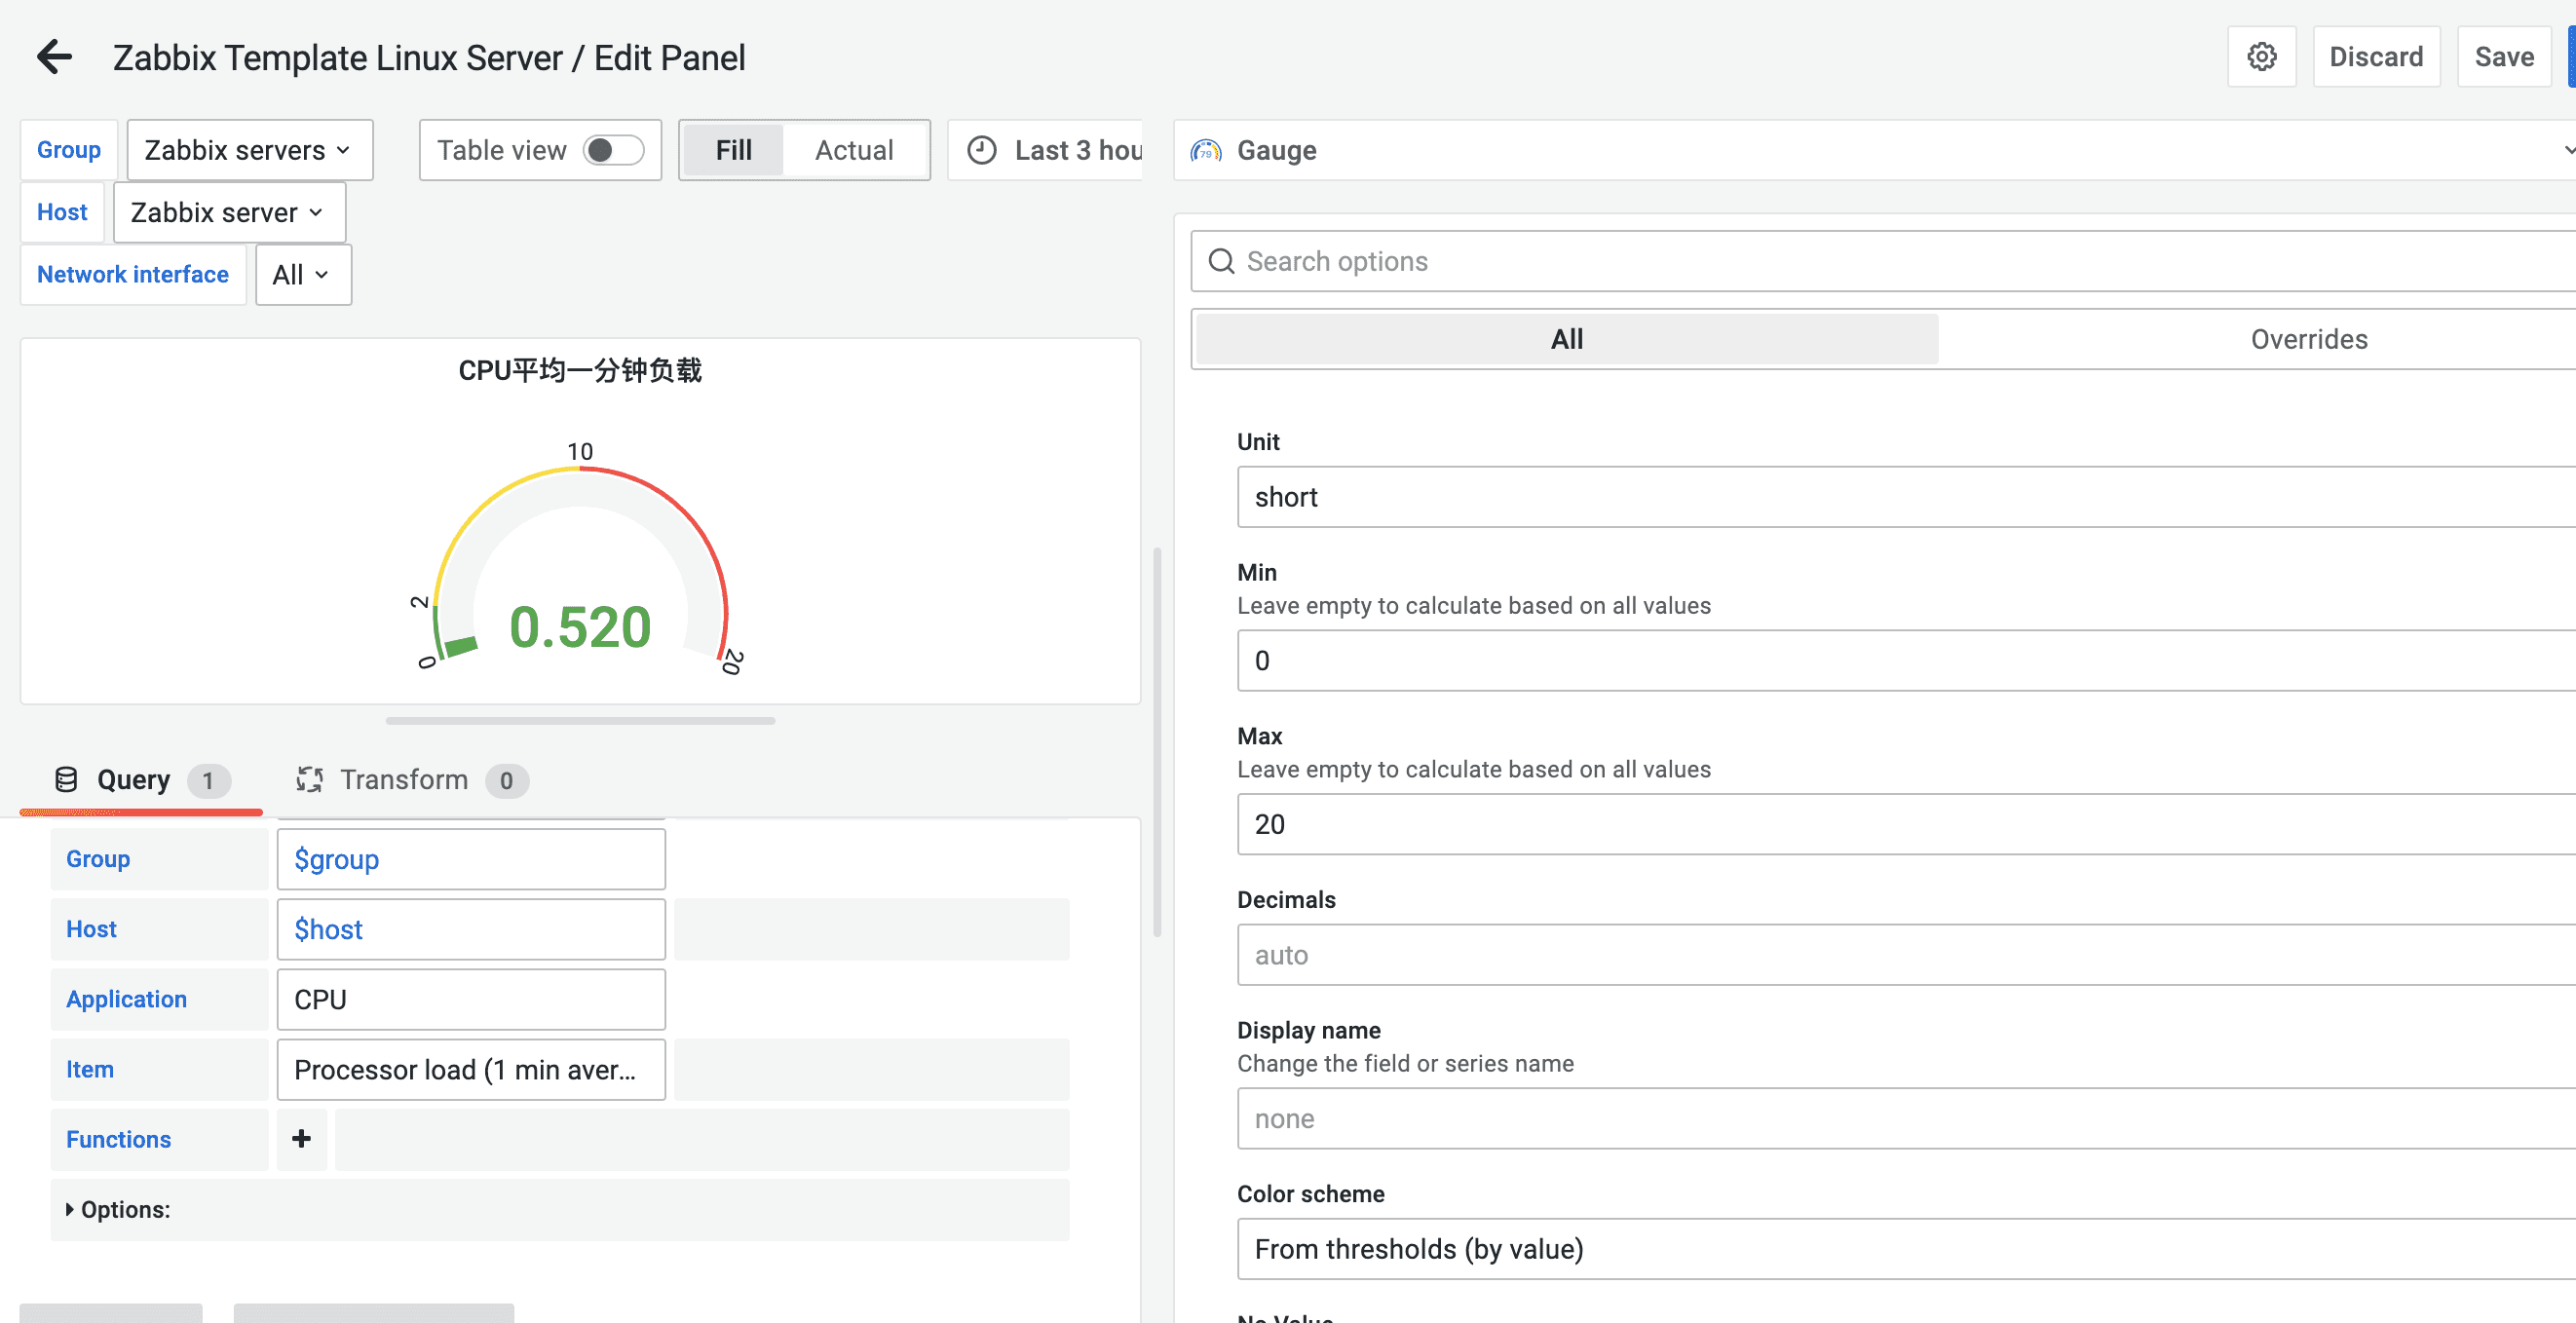 Zabbix Template Linux Server / Edit Panel
Discard
Save
Group
Zabbix servers
Table view
Fill
Actual
Last 3 hou
Host
Zabbix server
Network interface
All
CPU平均一分钟负载
10
2
0.520
0
20
Query 1
Transform 0
Group
$group
Host
$host
Application
CPU
Item
Processor load (1 min aver...
Functions
+
Options:
79
Gauge
Search options
All
Overrides
Unit
short
Min
Leave empty to calculate based on all values
0
Max
Leave empty to calculate based on all values
20
Decimals
auto
Display name
Change the field or series name
none
Color scheme
From thresholds (by value)
No Value